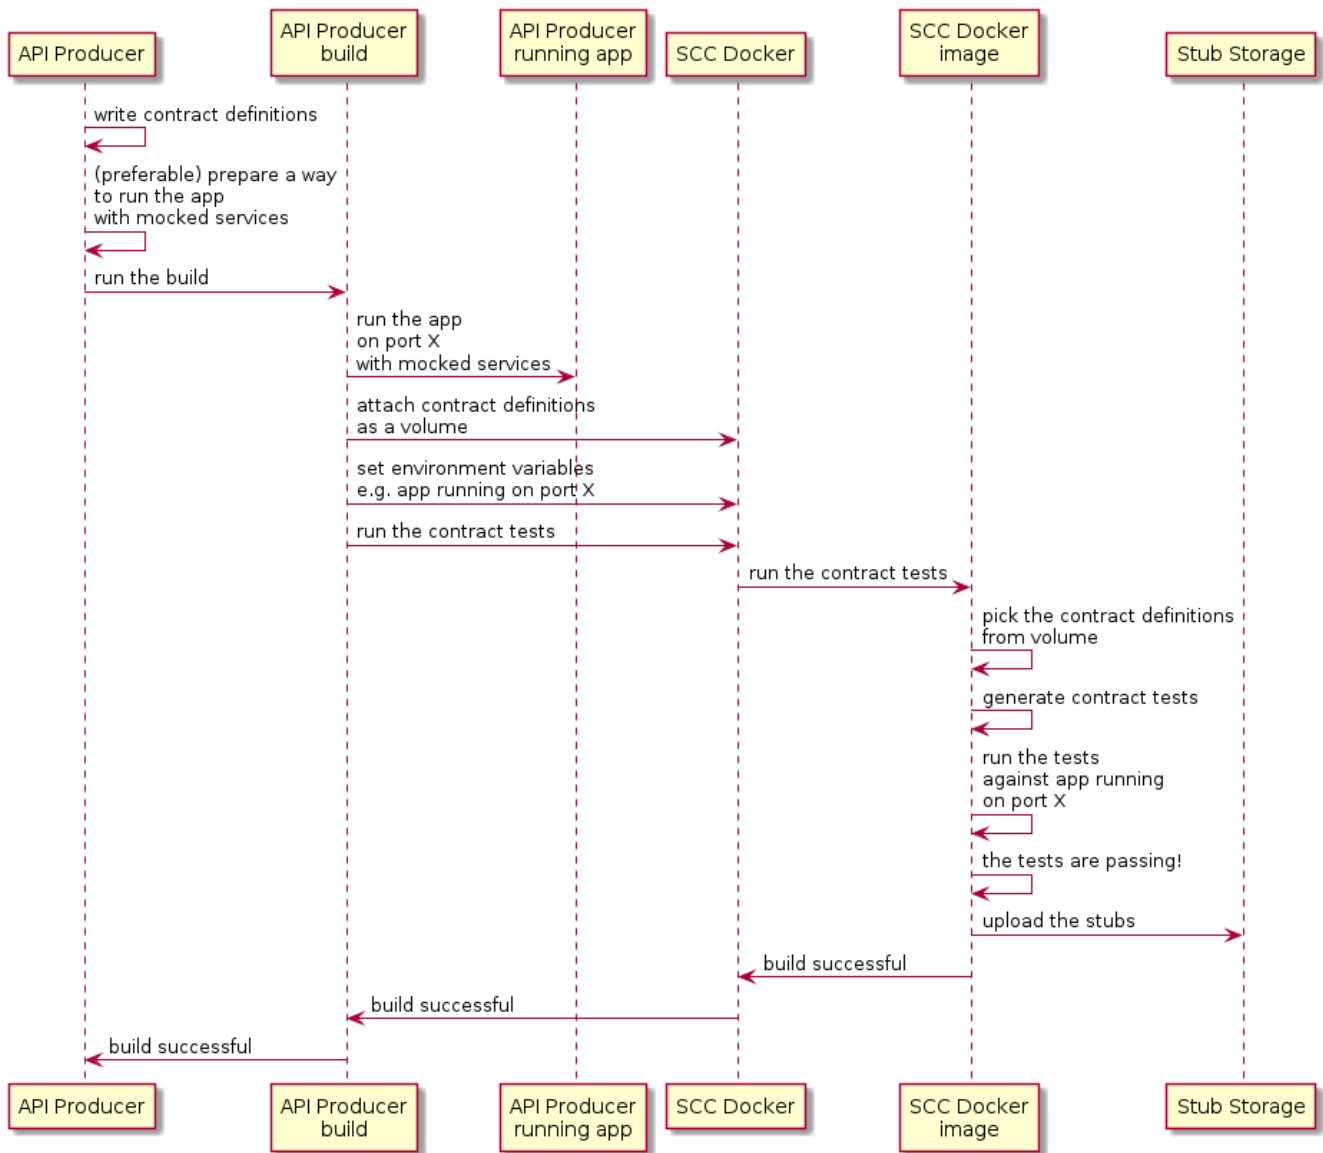 API Producer
API Producer
build
API Producer
running app
SCC Docker
SCC Docker
image
Stub Storage
write contract definitions
(preferable) prepare a way
to run the app
with mocked services
run the build
run the app
on port X
with mocked services
attach contract definitions
as a volume
set environment variables
e.g. app running on port X
run the contract tests
run the contract tests
pick the contract definitions
from volume
generate contract tests
run the tests
against app running
on port X
the tests are passing!
upload the stubs
build successful
build successful
build successful
API Producer
API Producer
build
API Producer
running app
SCC Docker
SCC Docker
image
Stub Storage